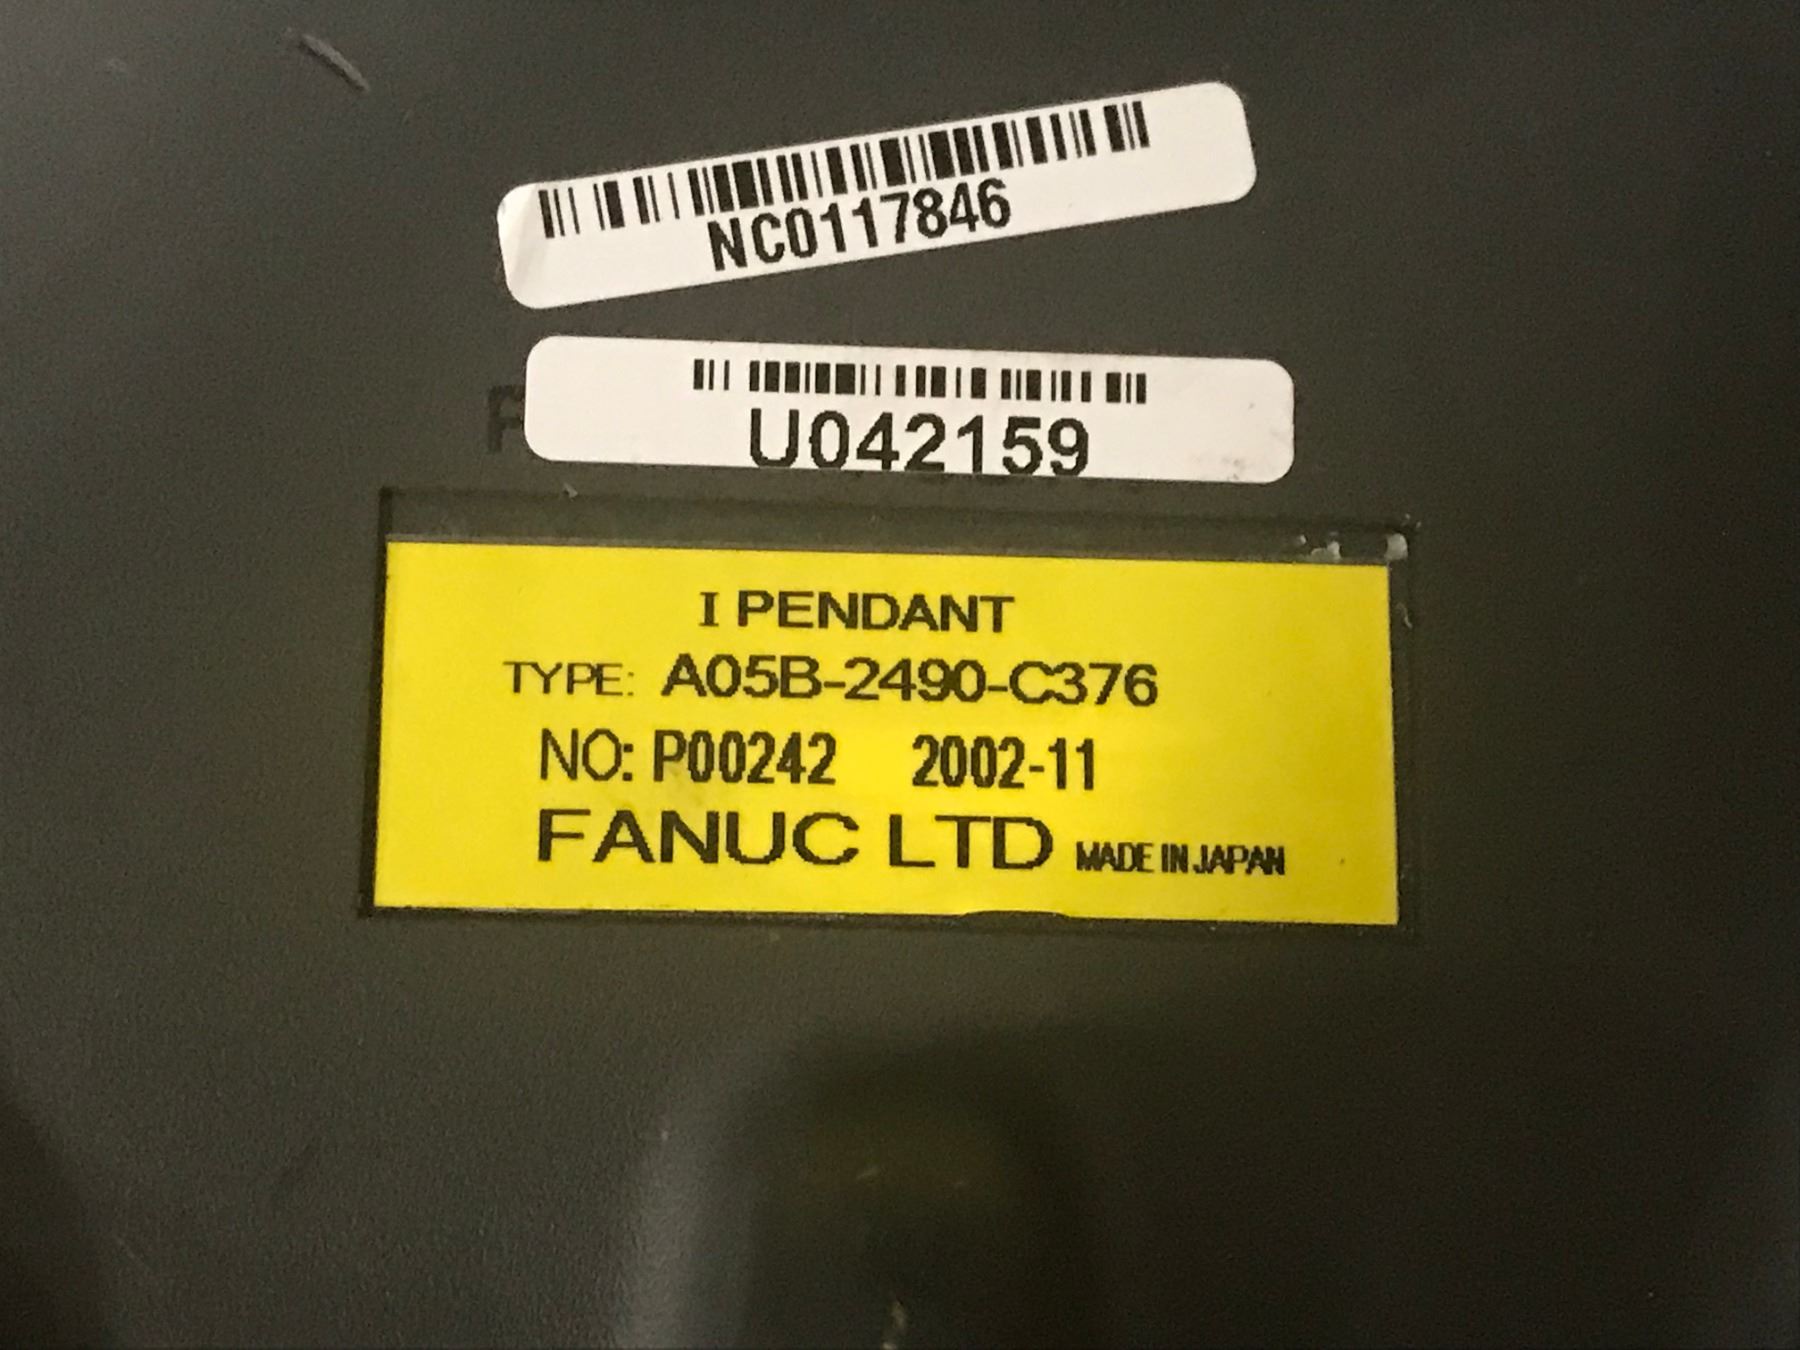 NC0117846
U042159
I PENDANT
TYPE: A05B-2490-C376
NO: P00242 2002-11
FANUC LTD MADE IN JAPAN